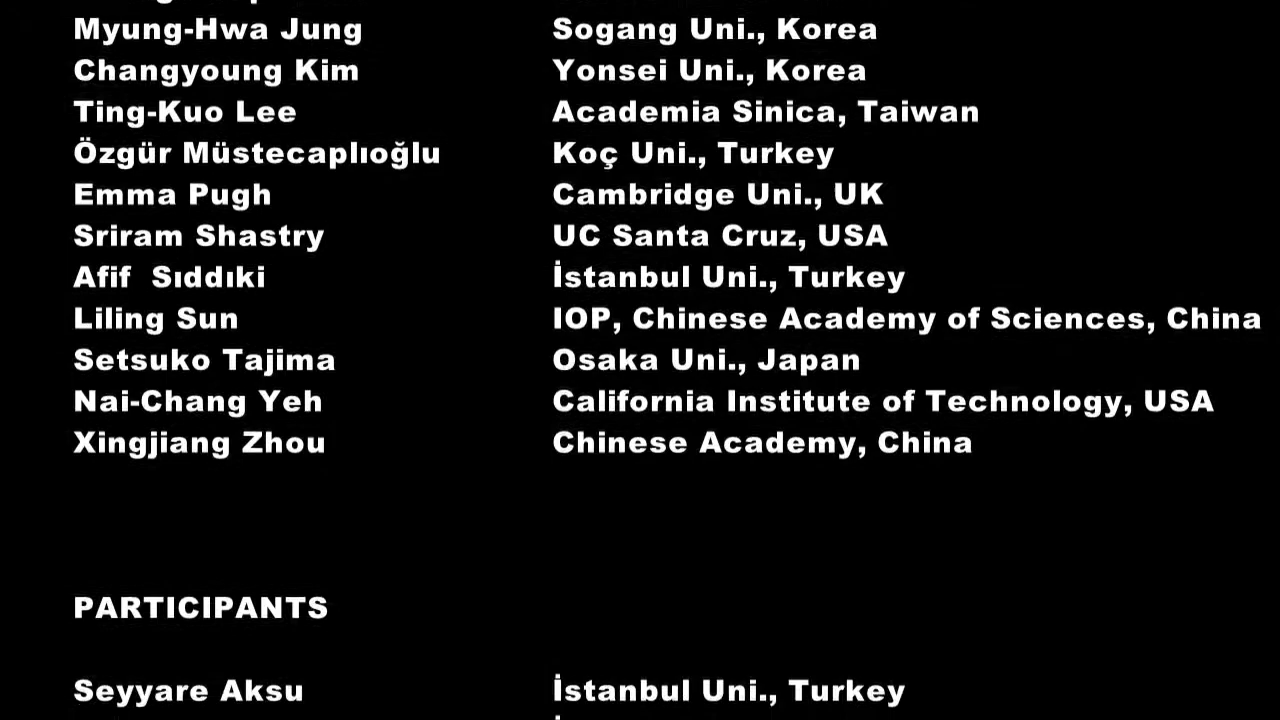 Myung-Hwa Jung Sogang Uni., Korea
Changyoung Kim Yonsei Uni., Korea
Ting-Kuo Lee Academia Sinica, Taiwan
Özgür Müstecaplıoğlu Koç Uni., Turkey
Emma Pugh Cambridge Uni., UK
Sriram Shastry UC Santa Cruz, USA
Afif  Sıddıki İstanbul Uni., Turkey
Liling Sun IOP, Chinese Academy of Sciences, China
Setsuko Tajima Osaka Uni., Japan
Nai-Chang Yeh California Institute of Technology, USA
Xingjiang Zhou Chinese Academy, China
PARTICIPANTS
Seyyare Aksu İstanbul Uni., Turkey